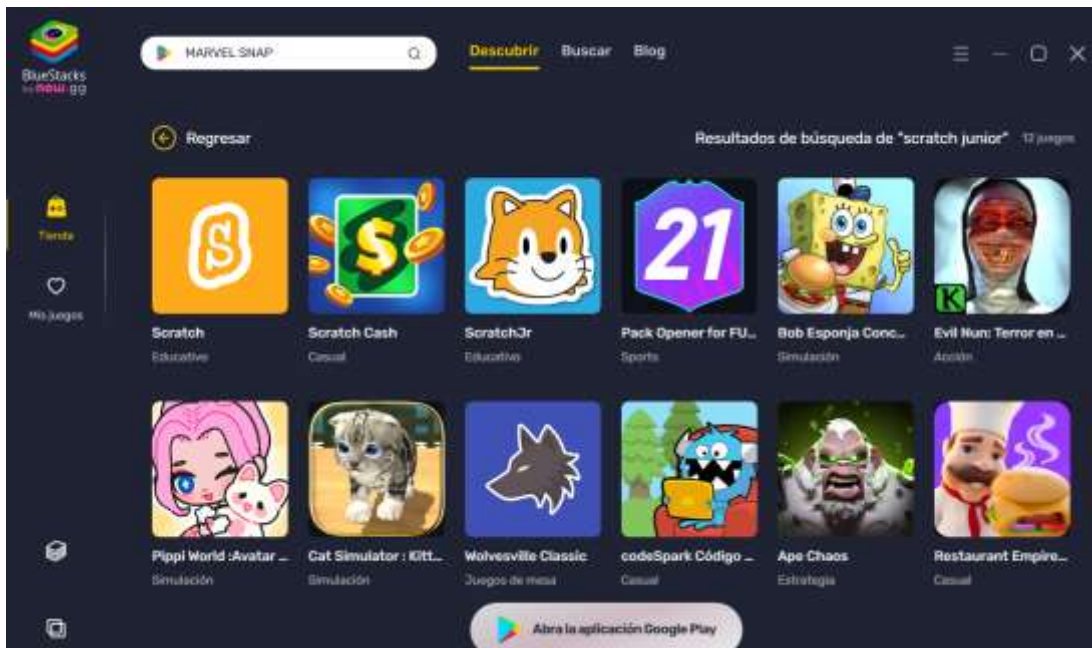 MARVEL SNAP
Descubrir Buscar Blog
BlueStacks
by now.gg
Regresar
Resultados de búsqueda de "scratch junior" 12 juegos
Tienda
Mis juegos
S
$
21
K
Scratch
Educativo
Scratch Cash
Casual
ScratchJr
Educativo
Pack Opener for FU...
Sports
Bob Esponja Conc...
Simulación
Evil Nun: Terror en ...
Acción
Pippi World :Avatar ...
Simulación
Cat Simulator : Kitt...
Simulación
Wolvesville Classic
Juegos de mesa
codeSpark Código ...
Casual
Ape Chaos
Estrategia
Restaurant Empire...
Casual
Abra la aplicación Google Play